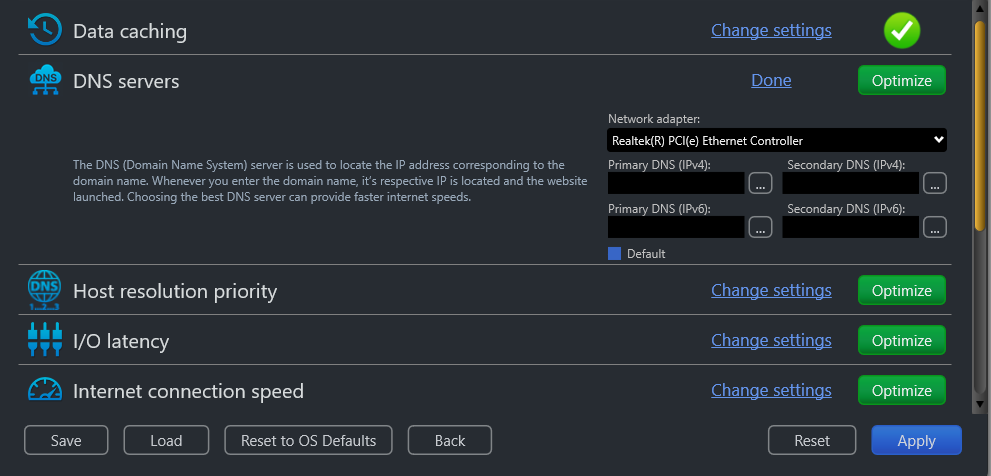 Data caching
Change settings
DNS
DNS servers
Done
Optimize
Network adapter:
Realtek(R) PCI(e) Ethernet Controller
The DNS (Domain Name System) server is used to locate the IP address corresponding to the
domain name. Whenever you enter the domain name, it's respective IP is located and the website
launched. Choosing the best DNS server can provide faster internet speeds.
Primary DNS (IPv4):
Secondary DNS (IPv4):
...
...
Primary DNS (IPv6):
Secondary DNS (IPv6):
...
...
Default
DNS
Host resolution priority
Change settings
Optimize
I/O latency
Change settings
Optimize
Internet connection speed
Change settings
Optimize
Save
Load
Reset to OS Defaults
Back
Reset
Apply